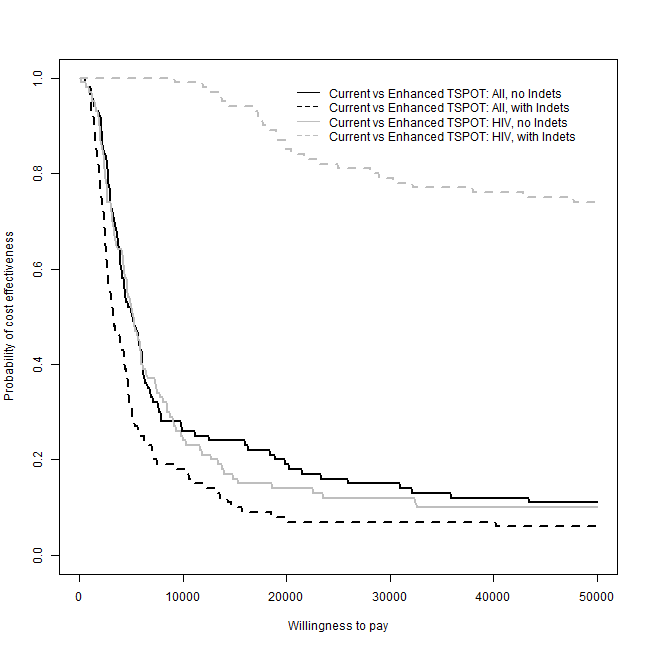 Current vs Enhanced TSPOT: All, no Indets
Current vs Enhanced TSPOT: All, with Indets
Current vs Enhanced TSPOT: HIV, no Indets
Current vs Enhanced TSPOT: HIV, with Indets
Probability of cost effectiveness
1.0
0.8
0.6
0.4
0.2
0.0
0 10000 20000 30000 40000 50000
Willingness to pay